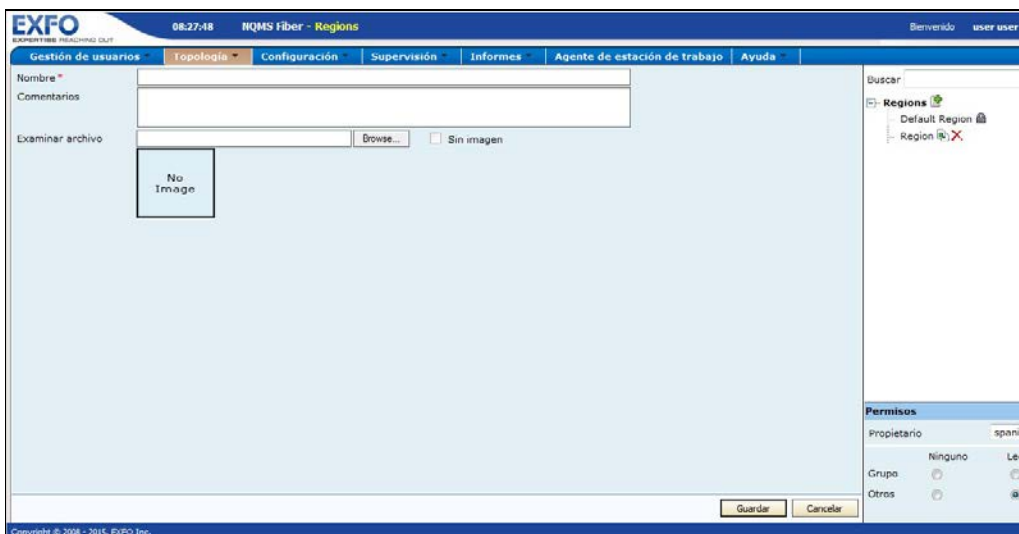 EXFO
EXPERTISE REACHING OUT
08:27:48 NQMS Fiber - Regions
Bienvenido user user
Gestión de usuarios Topología Configuración Supervisión Informes Agente de estación de trabajo Ayuda
Nombre *
Comentarios
Examinar archivo Browse... Sin imagen
No
Image
Buscar
Regions
Default Region
Region
Permisos
Propietario spani
Ninguno Le
Grupo
Otros
Guardar Cancelar
Copyright © 2008 - 2015, EXFO Inc.